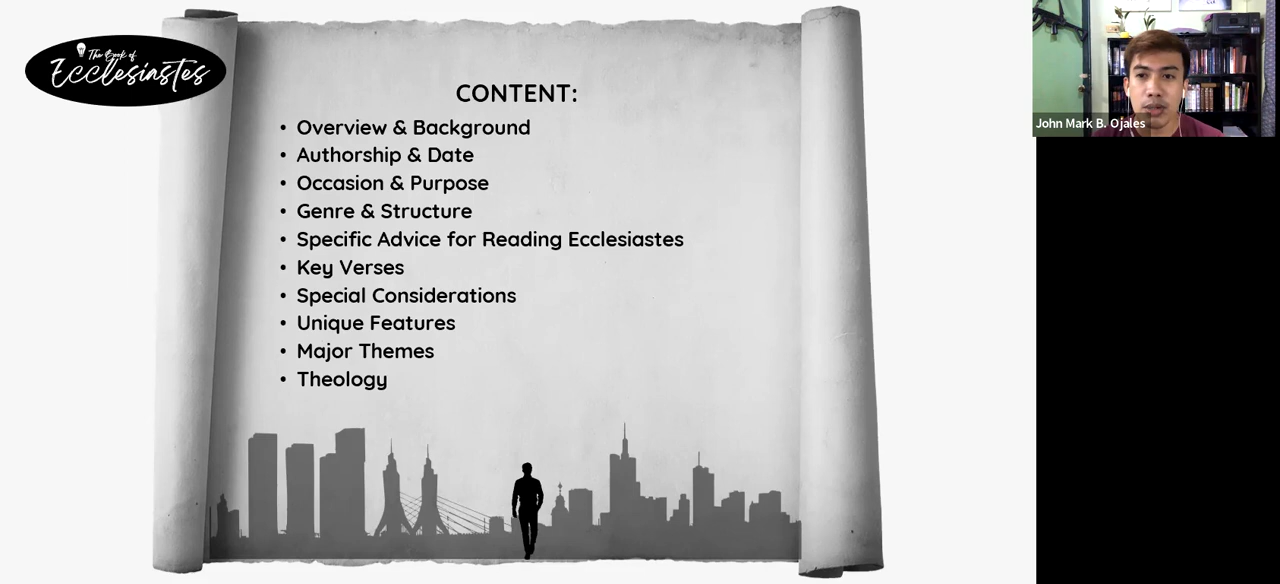 The Book of
Ecclesiastes
CONTENT:
• Overview & Background
• Authorship & Date
• Occasion & Purpose
• Genre & Structure
• Specific Advice for Reading Ecclesiastes
• Key Verses
• Special Considerations
• Unique Features
• Major Themes
• Theology
John Mark B. Ojales